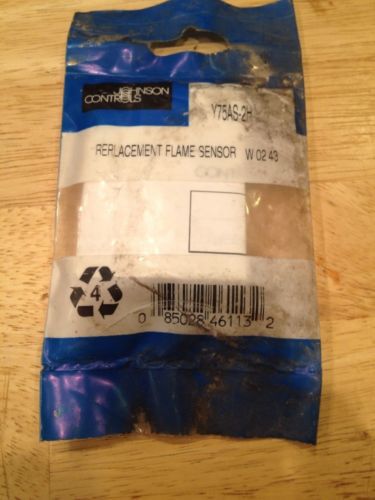 JOHNSON
CONTROLS
Y75AS-2H
REPLACEMENT FLAME SENSOR W 02 43
4
0 85028 46113 2